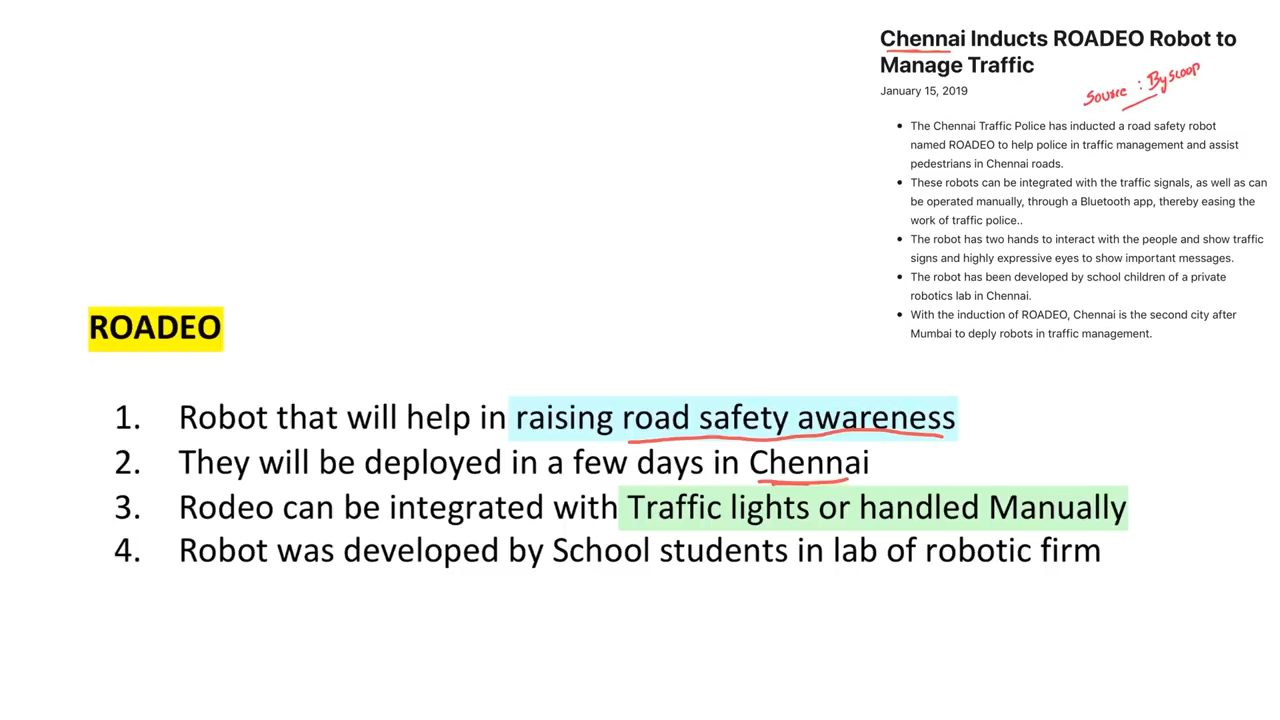 Chennai Inducts ROADEO Robot to
Manage Traffic
January 15, 2019
Source : Byscoop
• The Chennai Traffic Police has inducted a road safety robot
named ROADEO to help police in traffic management and assist
pedestrians in Chennai roads.
• These robots can be integrated with the traffic signals, as well as can
be operated manually, through a Bluetooth app, thereby easing the
work of traffic police..
• The robot has two hands to interact with the people and show traffic
signs and highly expressive eyes to show important messages.
• The robot has been developed by school children of a private
robotics lab in Chennai.
• With the induction of ROADEO, Chennai is the second city after
Mumbai to deply robots in traffic management.
ROADEO
1. Robot that will help in raising road safety awareness
2. They will be deployed in a few days in Chennai
3. Rodeo can be integrated with Traffic lights or handled Manually
4. Robot was developed by School students in lab of robotic firm